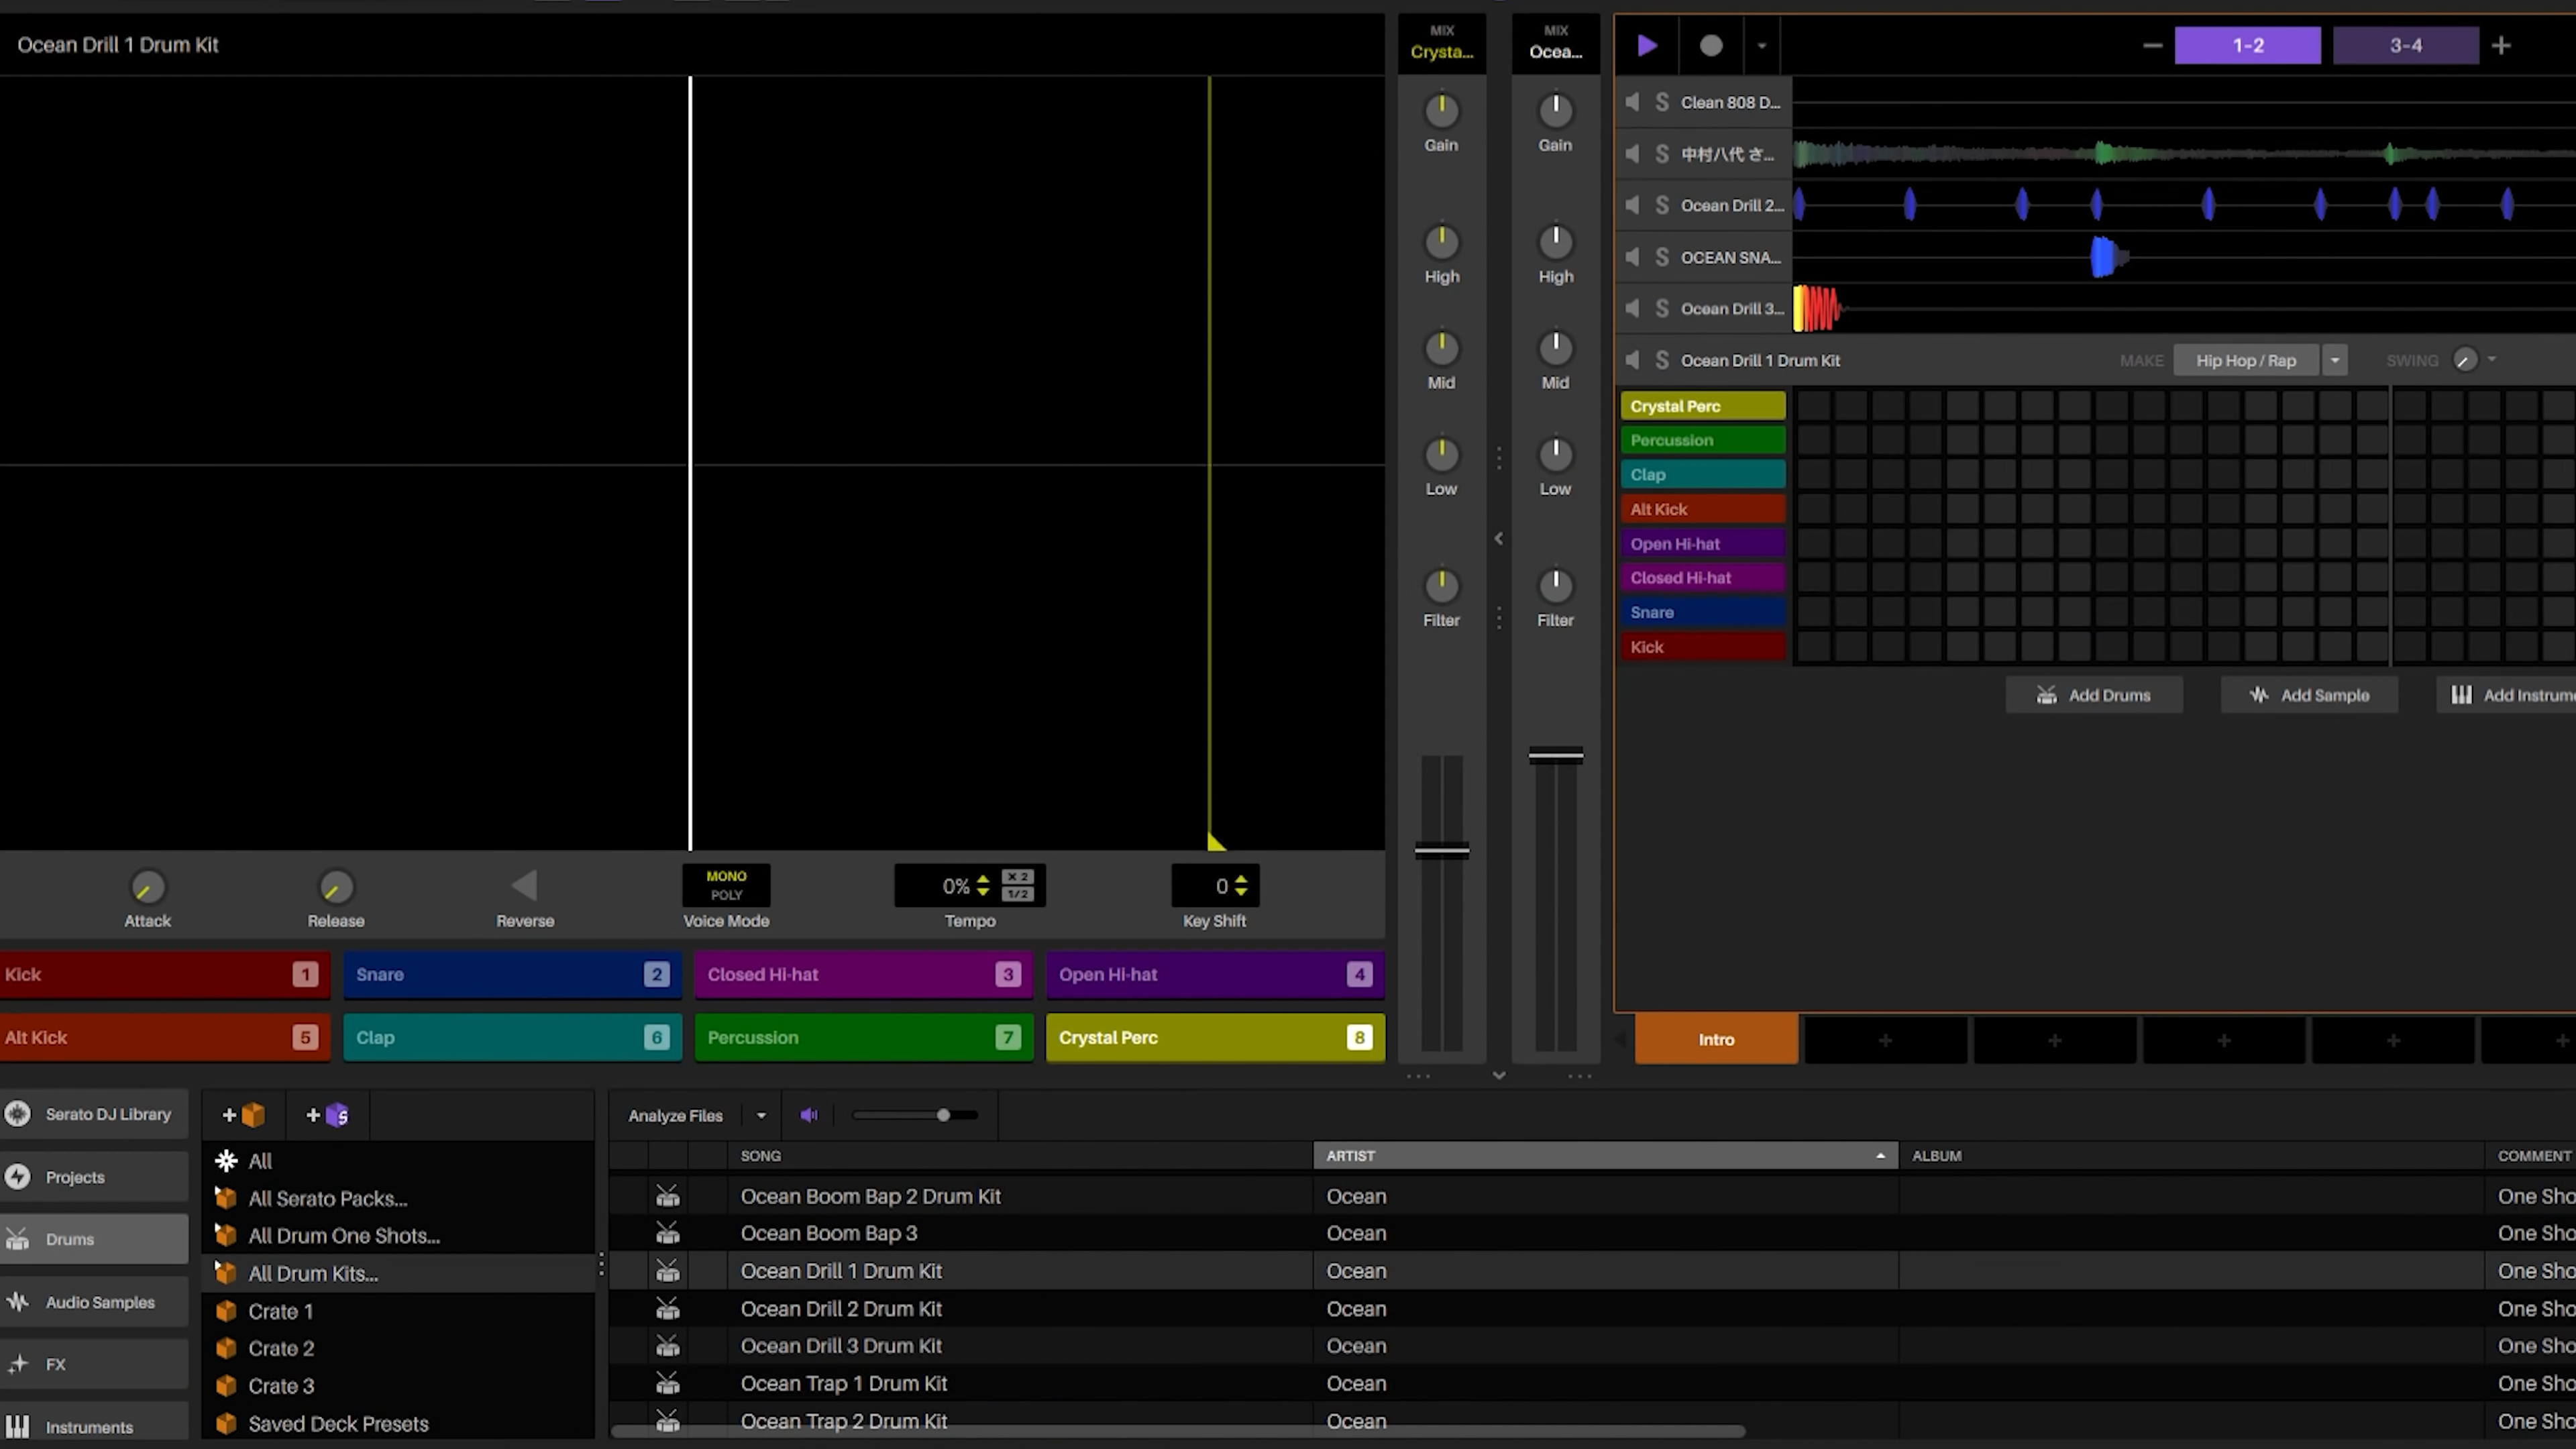 Ocean Drill 1 Drum Kit
MIX
Crysta...
Gain
High
Mid
Low
Filter
MIX
Ocea...
Gain
High
Mid
Low
Filter
1-2
3-4
S Clean 808 D...
S 中村八代 さ...
S Ocean Drill 2...
S OCEAN SNA...
S Ocean Drill 3...
S Ocean Drill 1 Drum Kit
MAKE Hip Hop / Rap
SWING
Crystal Perc
Percussion
Clap
Alt Kick
Open Hi-hat
Closed Hi-hat
Snare
Kick
Add Drums
Add Sample
Add Instrume
Attack
Release
Reverse
MONO
POLY
Voice Mode
0%
X 2
1/2
Tempo
0
Key Shift
Kick 1
Snare 2
Closed Hi-hat 3
Open Hi-hat 4
Alt Kick 5
Clap 6
Percussion 7
Crystal Perc 8
Intro
Serato DJ Library
Projects
Drums
Audio Samples
FX
Instruments
All
All Serato Packs...
All Drum One Shots...
All Drum Kits...
Crate 1
Crate 2
Crate 3
Saved Deck Presets
Analyze Files
SONG ARTIST ALBUM COMMENT
Ocean Boom Bap 2 Drum Kit Ocean One Sho
Ocean Boom Bap 3 Ocean One Sho
Ocean Drill 1 Drum Kit Ocean One Sho
Ocean Drill 2 Drum Kit Ocean One Sho
Ocean Drill 3 Drum Kit Ocean One Sho
Ocean Trap 1 Drum Kit Ocean One Sho
Ocean Trap 2 Drum Kit Ocean One Sho